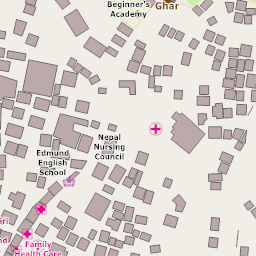 Beginner's
Academy
Ghar
Nepal
Nursing
Council
Edmund
English
School
Family
Health Care